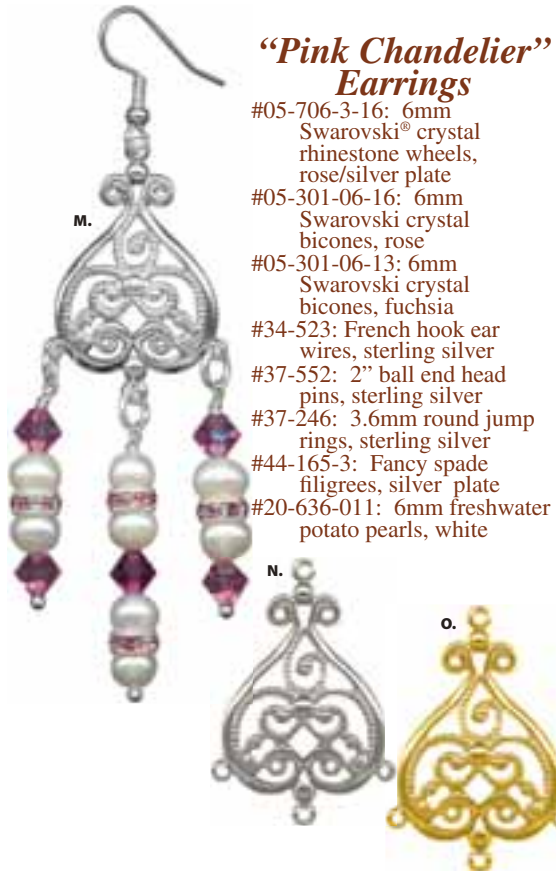 “Pink Chandelier”
Earrings
#05-706-3-16: 6mm
Swarovski® crystal
rhinestone wheels,
rose/silver plate
#05-301-06-16: 6mm
Swarovski crystal
bicones, rose
#05-301-06-13: 6mm
Swarovski crystal
bicones, fuchsia
#34-523: French hook ear
wires, sterling silver
#37-552: 2” ball end head
pins, sterling silver
#37-246: 3.6mm round jump
rings, sterling silver
#44-165-3: Fancy spade
filigrees, silver plate
#20-636-011: 6mm freshwater
potato pearls, white
M.
N.
O.